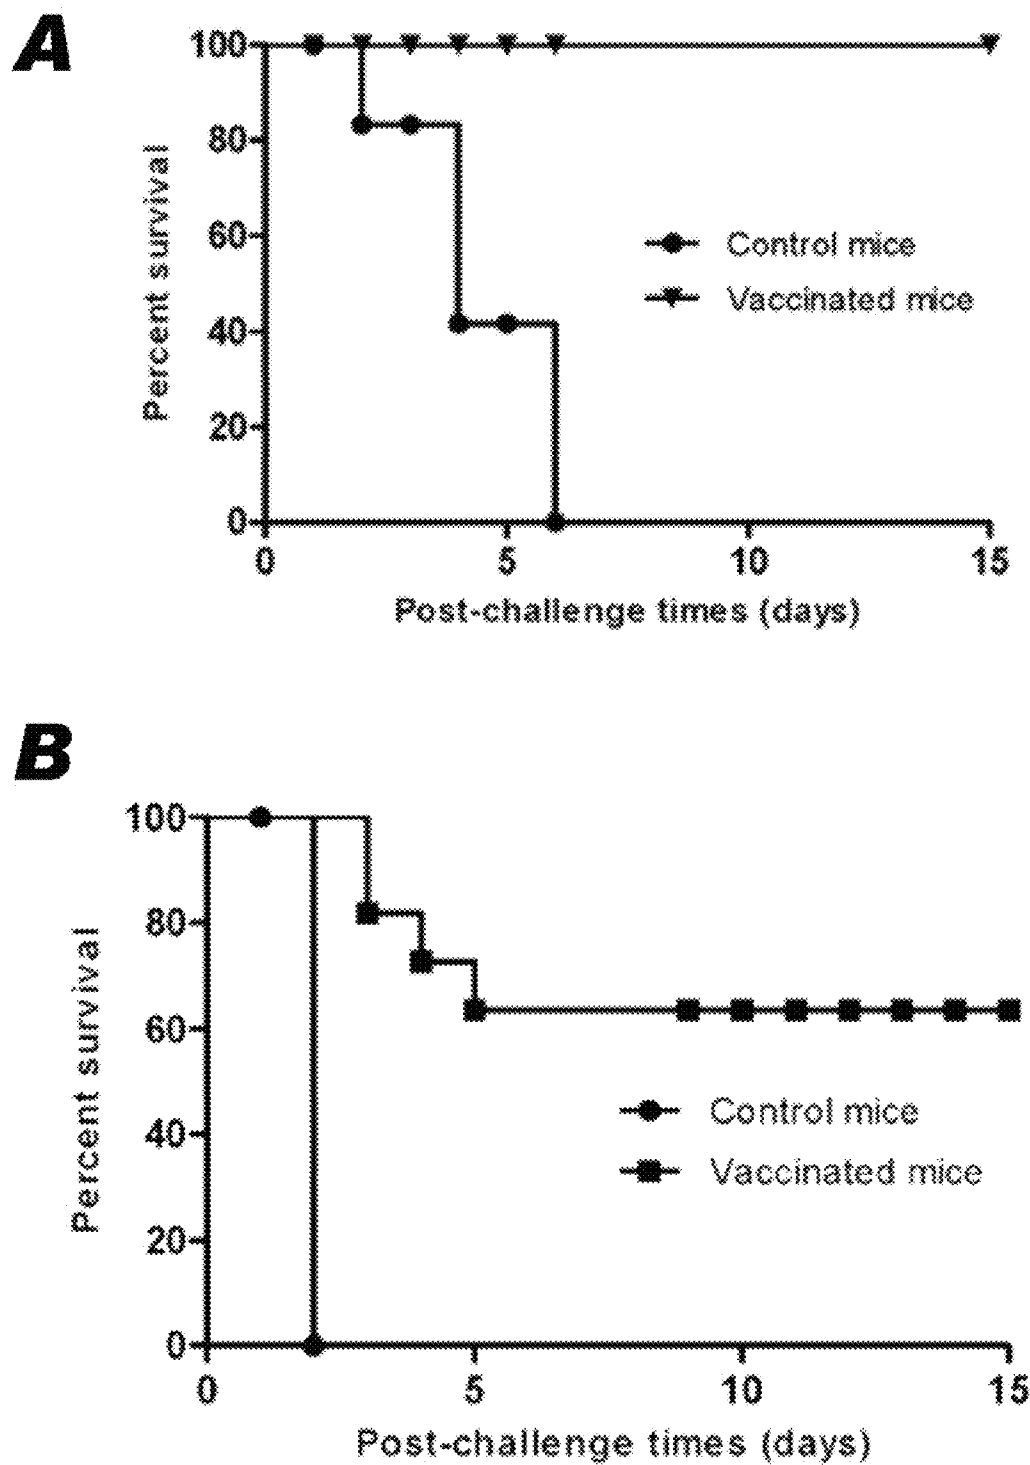 A
100
80
60
40
20
0
Percent survival
Control mice
Vaccinated mice
0 5 10 15
Post-challenge times (days)
B
100
80
60
40
20
0
Percent survival
Control mice
Vaccinated mice
0 5 10 15
Post-challenge times (days)